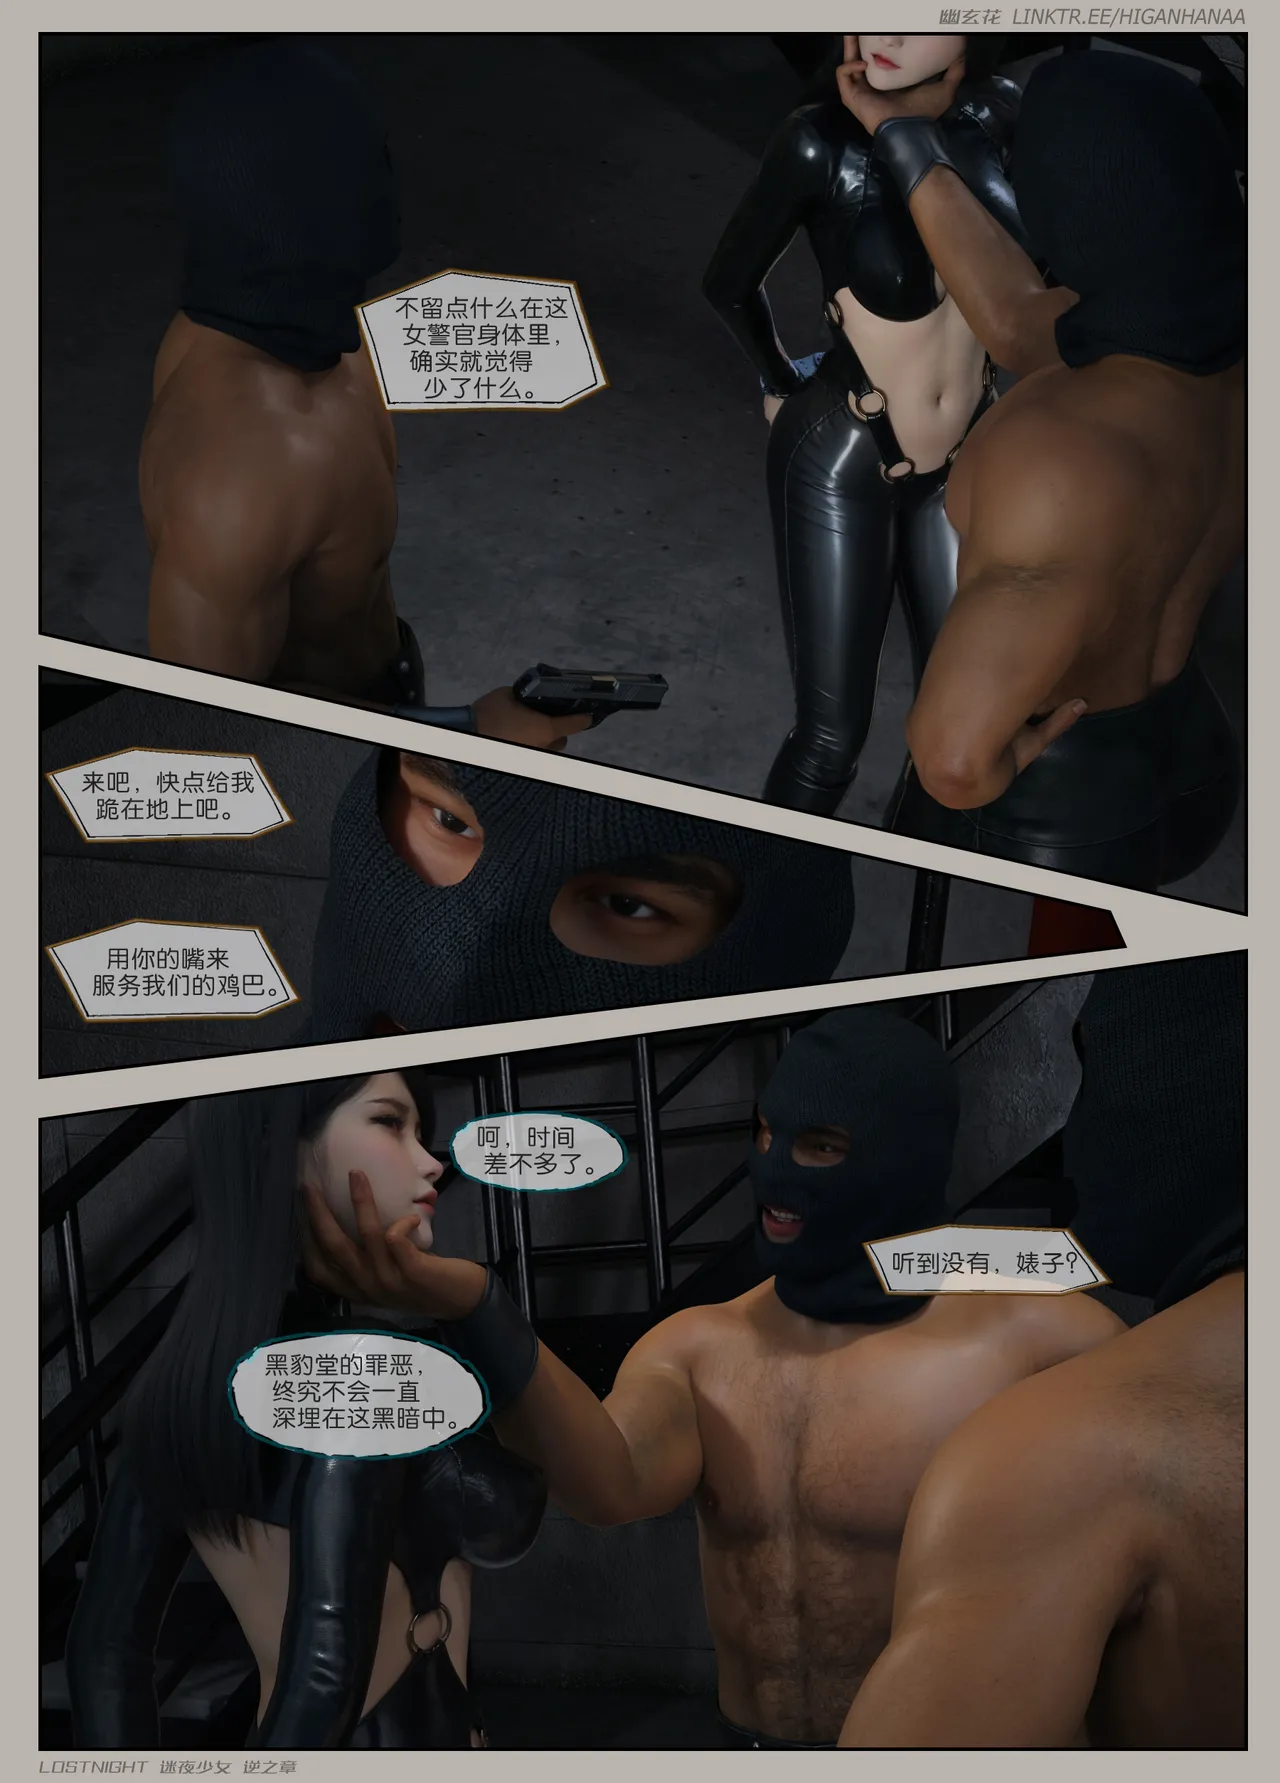 幽玄花 LINKTR.EE/HIGANHANAA
不留点什么在这
女警官身体里，
确实就觉得
少了什么。
来吧，快点给我
跪在地上吧。
用你的嘴来
服务我们的鸡巴。
呵，时间
差不多了。
听到没有，婊子？
黑豹堂的罪恶，
终究不会一直
深埋在这黑暗中。
LOSTNIGHT 迷夜少女 逆之章